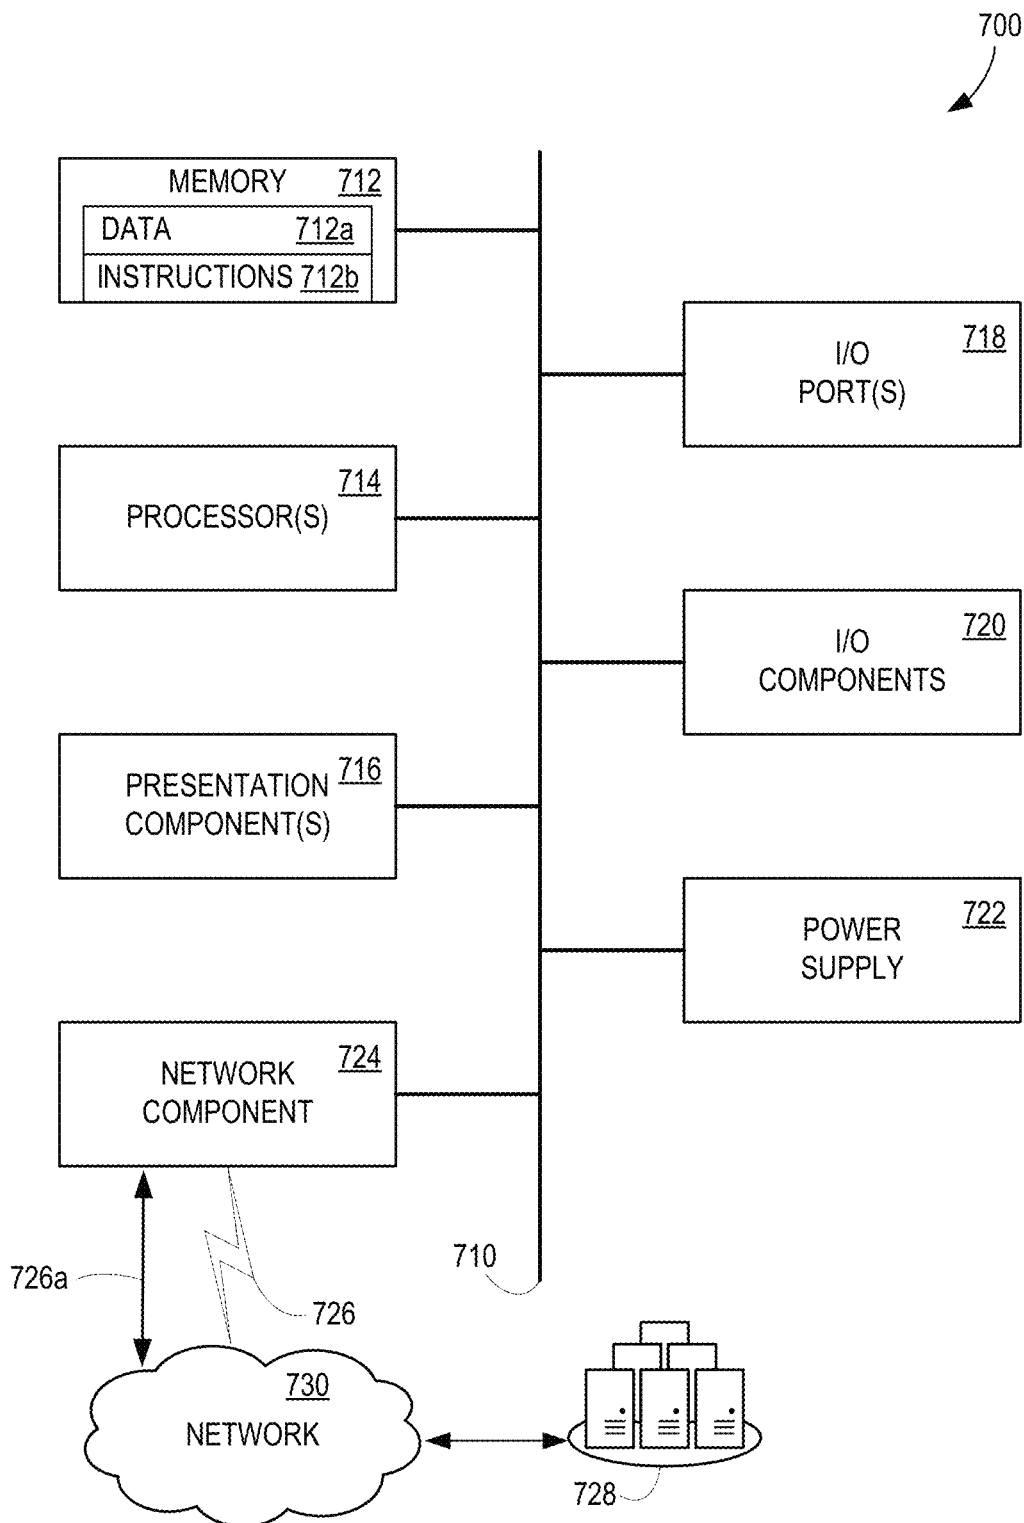 700
MEMORY 712
DATA 712a
INSTRUCTIONS 712b
718
I/O
PORT(S)
714
PROCESSOR(S)
720
I/O
COMPONENTS
716
PRESENTATION
COMPONENT(S)
722
POWER
SUPPLY
724
NETWORK
COMPONENT
710
726a
726
730
NETWORK
728